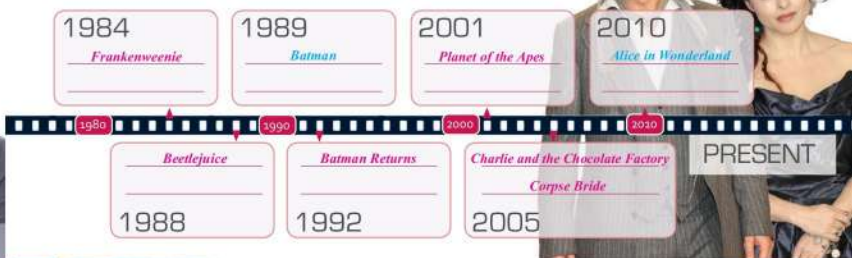 1984
Frankenweenie
1989
Batman
2001
Planet of the Apes
2010
Alice in Wonderland
1980
1990
2000
2010
Beetlejuice
1988
Batman Returns
1992
Charlie and the Chocolate Factory
Corpse Bride
2005
PRESENT